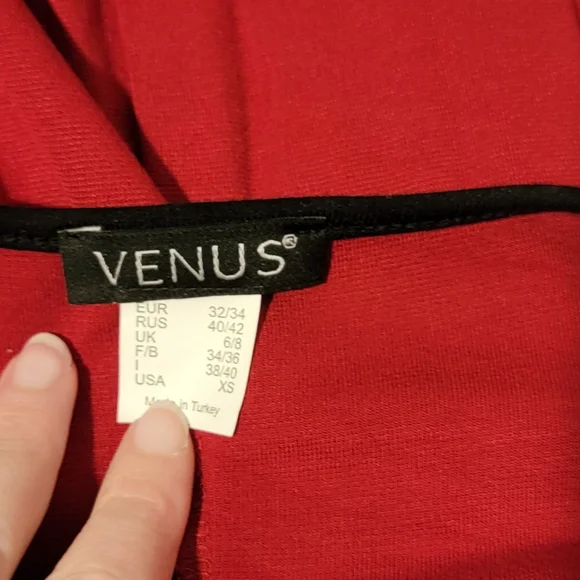 VENUS®
EUR 32/34
RUS 40/42
UK 6/8
F/B 34/36
I 38/40
USA XS
Made in Turkey